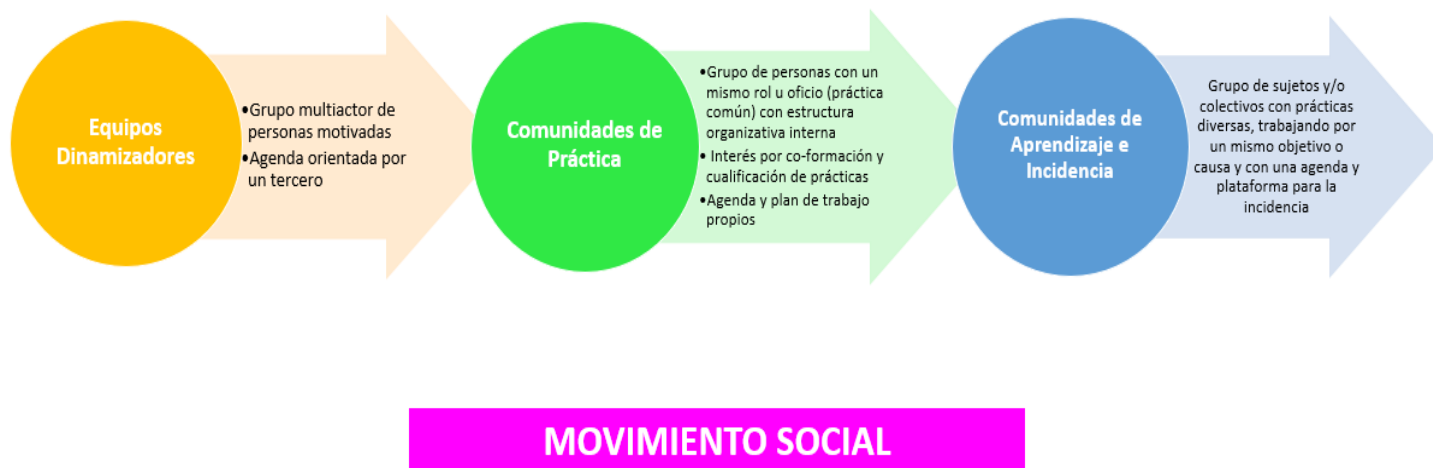 Equipos
Dinamizadores
•Grupo multiactor de
personas motivadas
•Agenda orientada por
un tercero
Comunidades de
Práctica
•Grupo de personas con un
mismo rol u oficio (práctica
común) con estructura
organizativa interna
• Interés por co-formación y
cualificación de prácticas
•Agenda y plan de trabajo
propios
Comunidades de
Aprendizaje e
Incidencia
Grupo de sujetos y/o
colectivos con prácticas
diversas, trabajando por
un mismo objetivo o
causa y con una agenda y
plataforma para la
incidencia
MOVIMIENTO SOCIAL